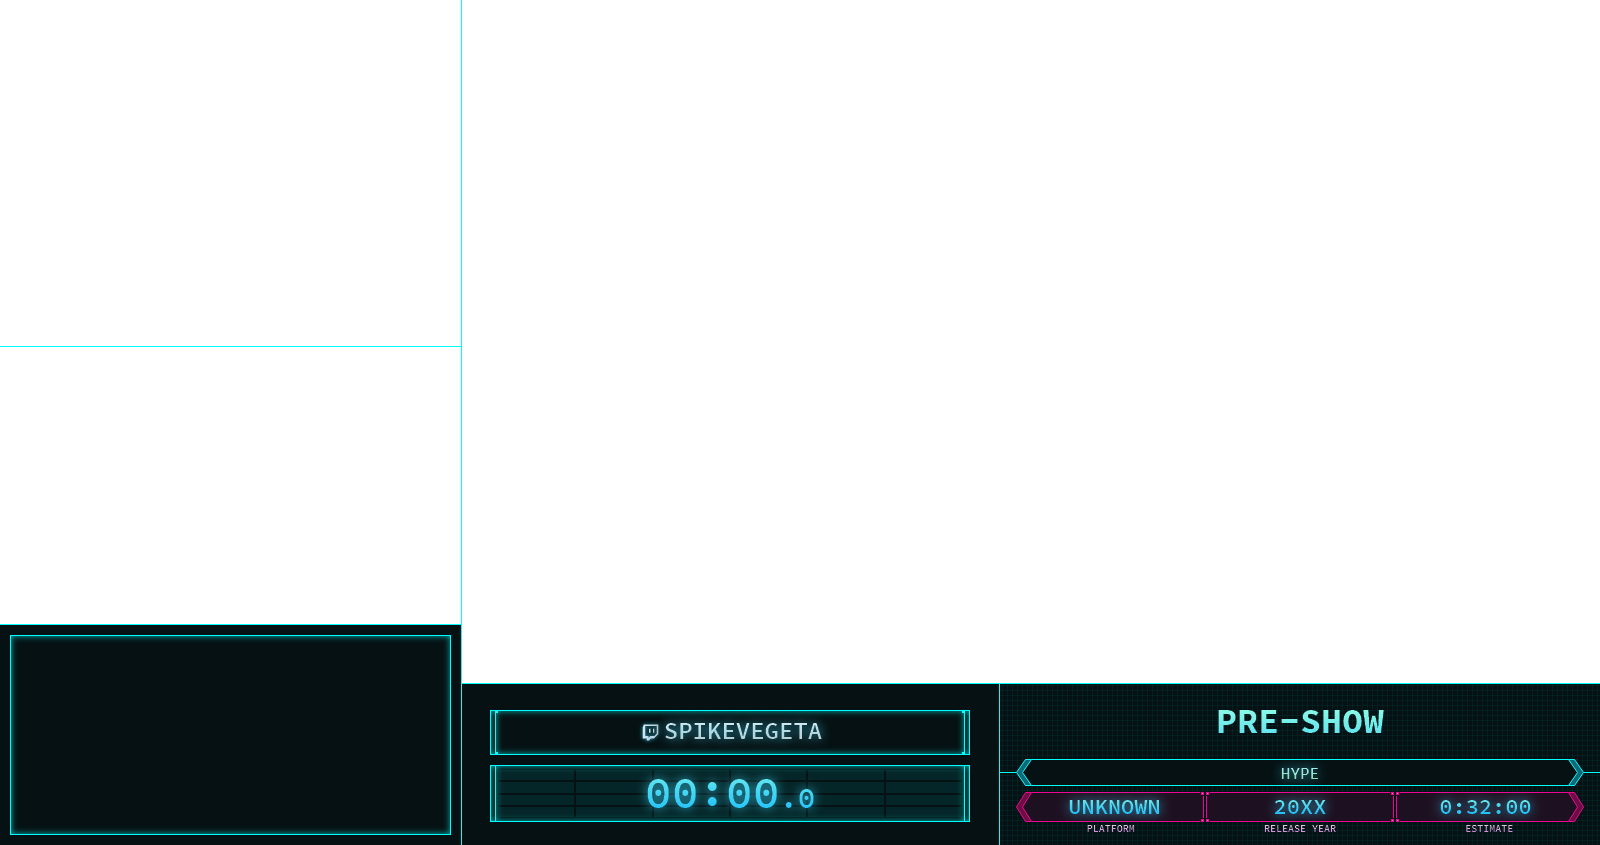 SPIKEVEGETA
00:00.0
PRE-SHOW
HYPE
UNKNOWN 20XX 0:32:00
PLATFORM RELEASE YEAR ESTIMATE